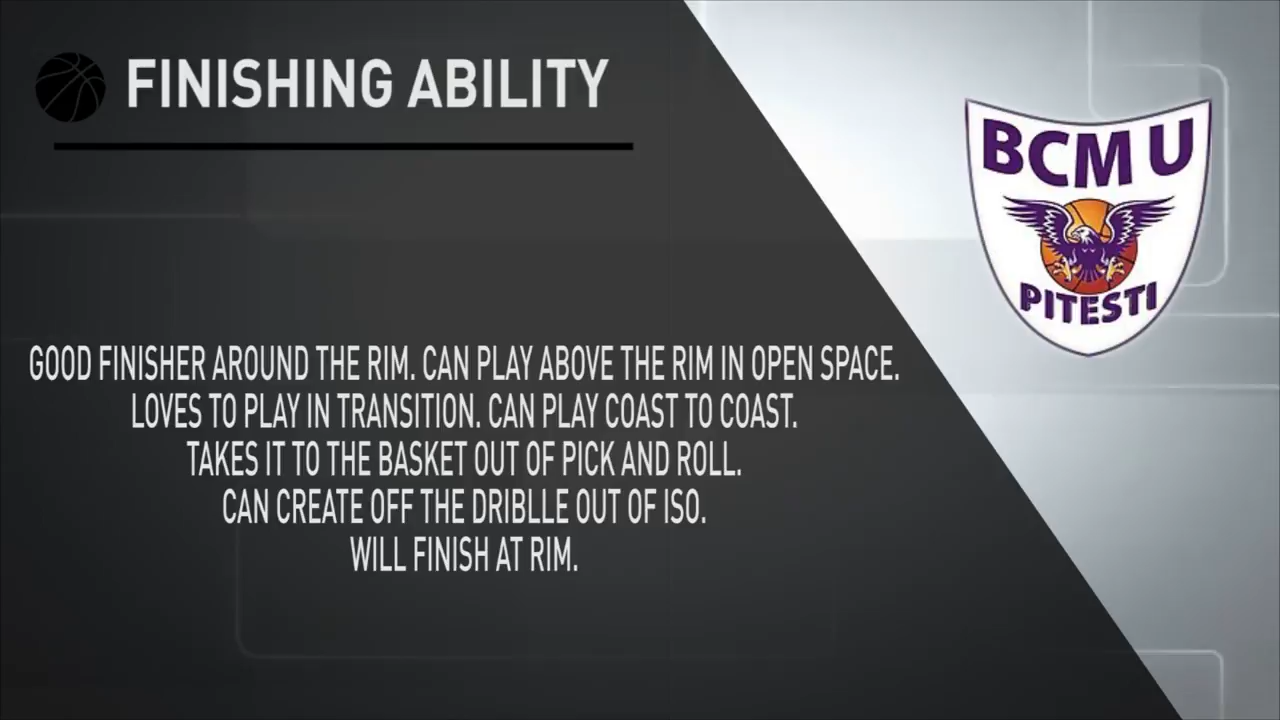 FINISHING ABILITY
BCM U
PITESTI
GOOD FINISHER AROUND THE RIM. CAN PLAY ABOVE THE RIM IN OPEN SPACE.
LOVES TO PLAY IN TRANSITION. CAN PLAY COAST TO COAST.
TAKES IT TO THE BASKET OUT OF PICK AND ROLL.
CAN CREATE OFF THE DRIBLLE OUT OF ISO.
WILL FINISH AT RIM.